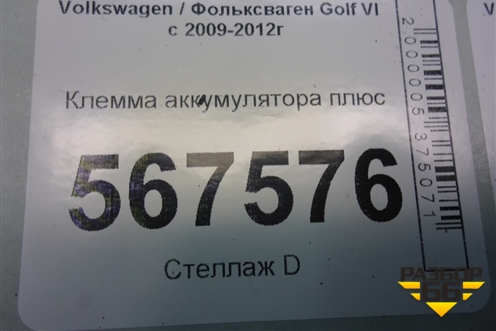 Volkswagen / Фольксваген Golf VI
с 2009-2012г
Клемма аккумулятора плюс
567576
Стеллаж D
2000005375071
РАЗБОР
66